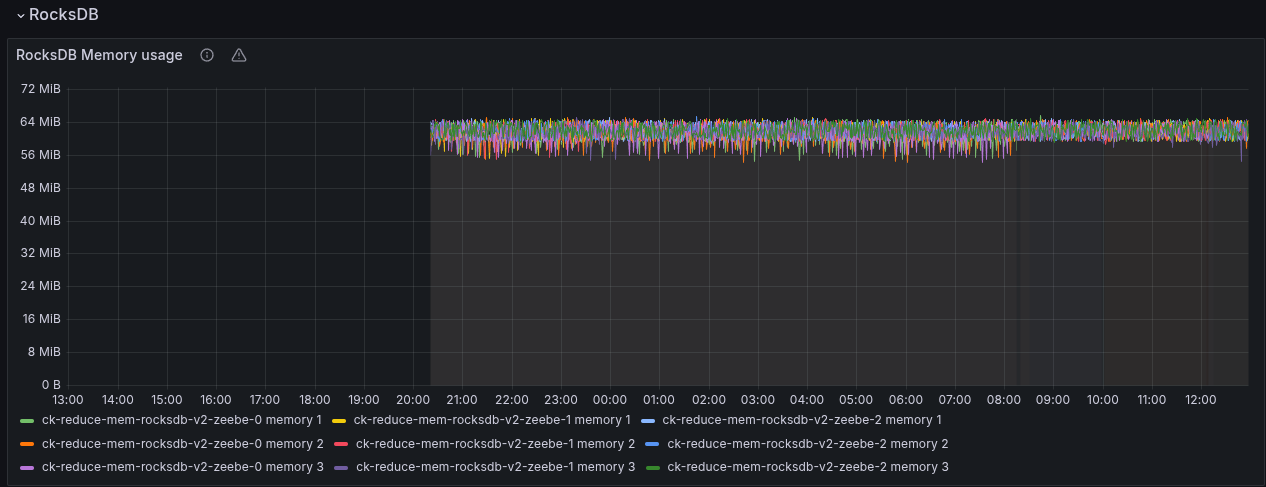 RocksDB
RocksDB Memory usage
72 MiB
64 MiB
56 MiB
48 MiB
40 MiB
32 MiB
24 MiB
16 MiB
8 MiB
0 B
13:00 14:00 15:00 16:00 17:00 18:00 19:00 20:00 21:00 22:00 23:00 00:00 01:00 02:00 03:00 04:00 05:00 06:00 07:00 08:00 09:00 10:00 11:00 12:00
ck-reduce-mem-rocksdb-v2-zeebe-0 memory 1 ck-reduce-mem-rocksdb-v2-zeebe-1 memory 1 ck-reduce-mem-rocksdb-v2-zeebe-2 memory 1
ck-reduce-mem-rocksdb-v2-zeebe-0 memory 2 ck-reduce-mem-rocksdb-v2-zeebe-1 memory 2 ck-reduce-mem-rocksdb-v2-zeebe-2 memory 2
ck-reduce-mem-rocksdb-v2-zeebe-0 memory 3 ck-reduce-mem-rocksdb-v2-zeebe-1 memory 3 ck-reduce-mem-rocksdb-v2-zeebe-2 memory 3